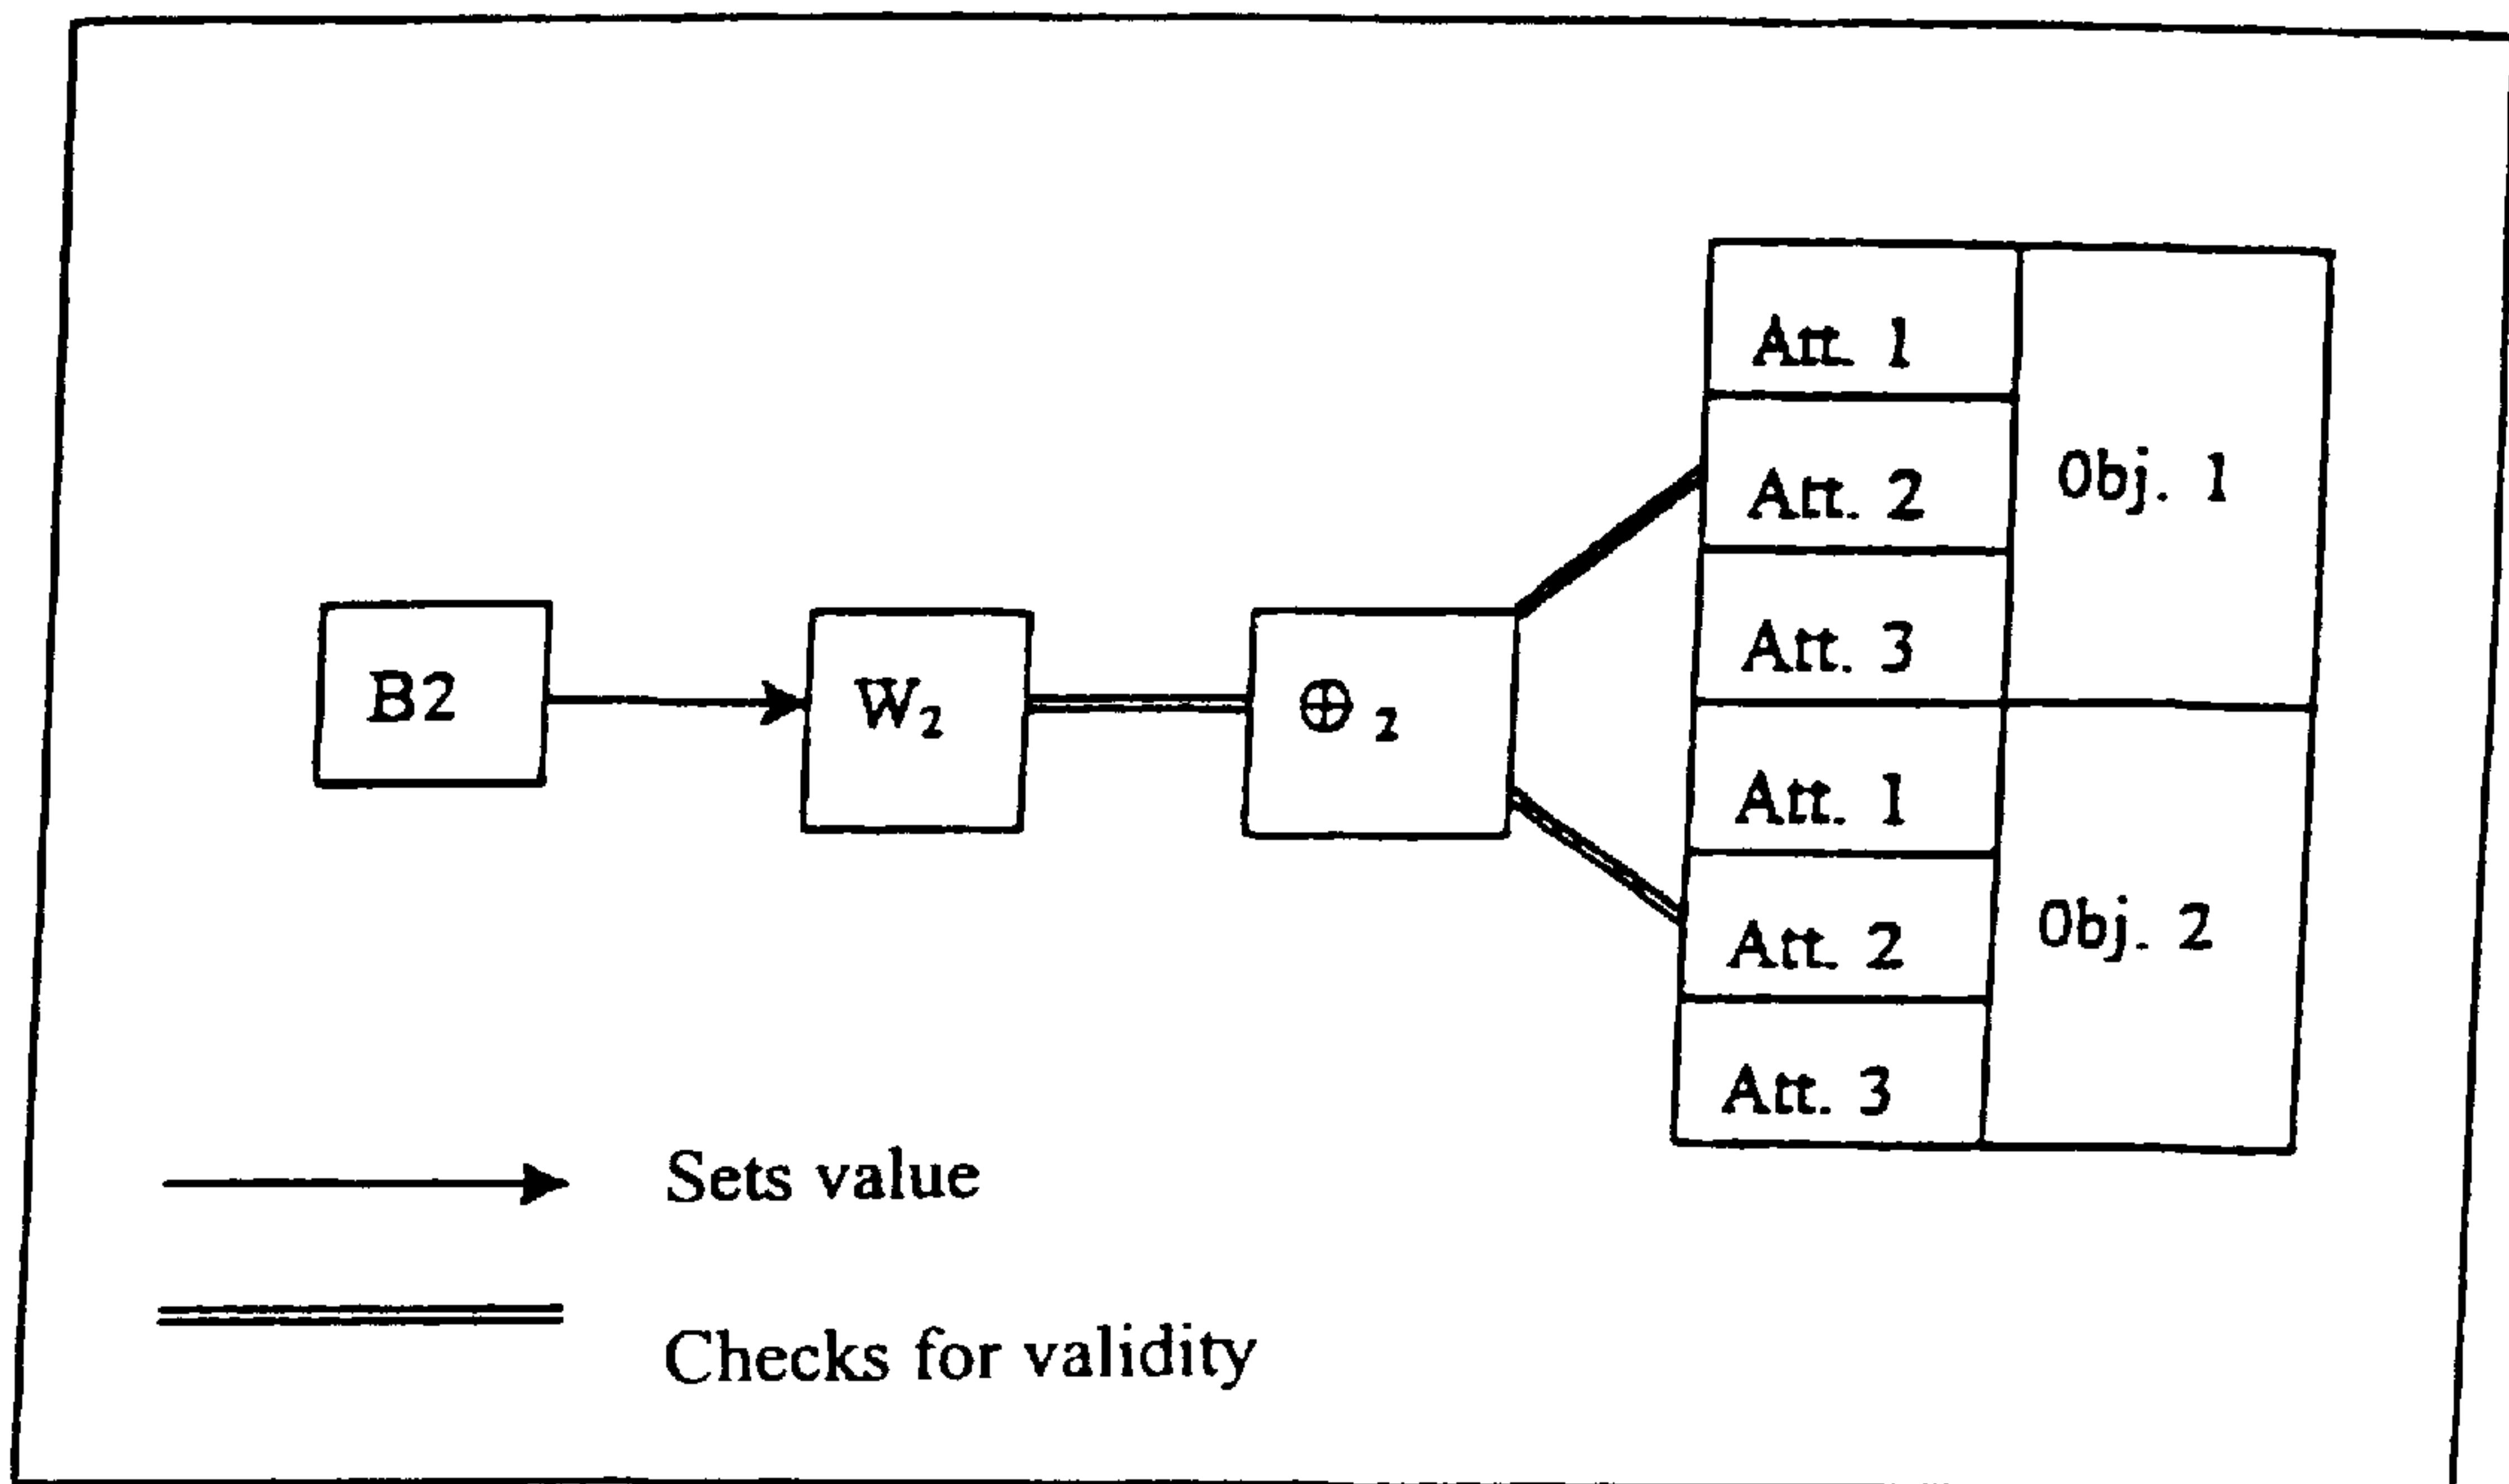 Att. 1
Att. 2
Att. 3
Obj. 1
B2
W₂
⊕ ₂
Att. 1
Att. 2
Att. 3
Obj. 2
Sets value
Checks for validity